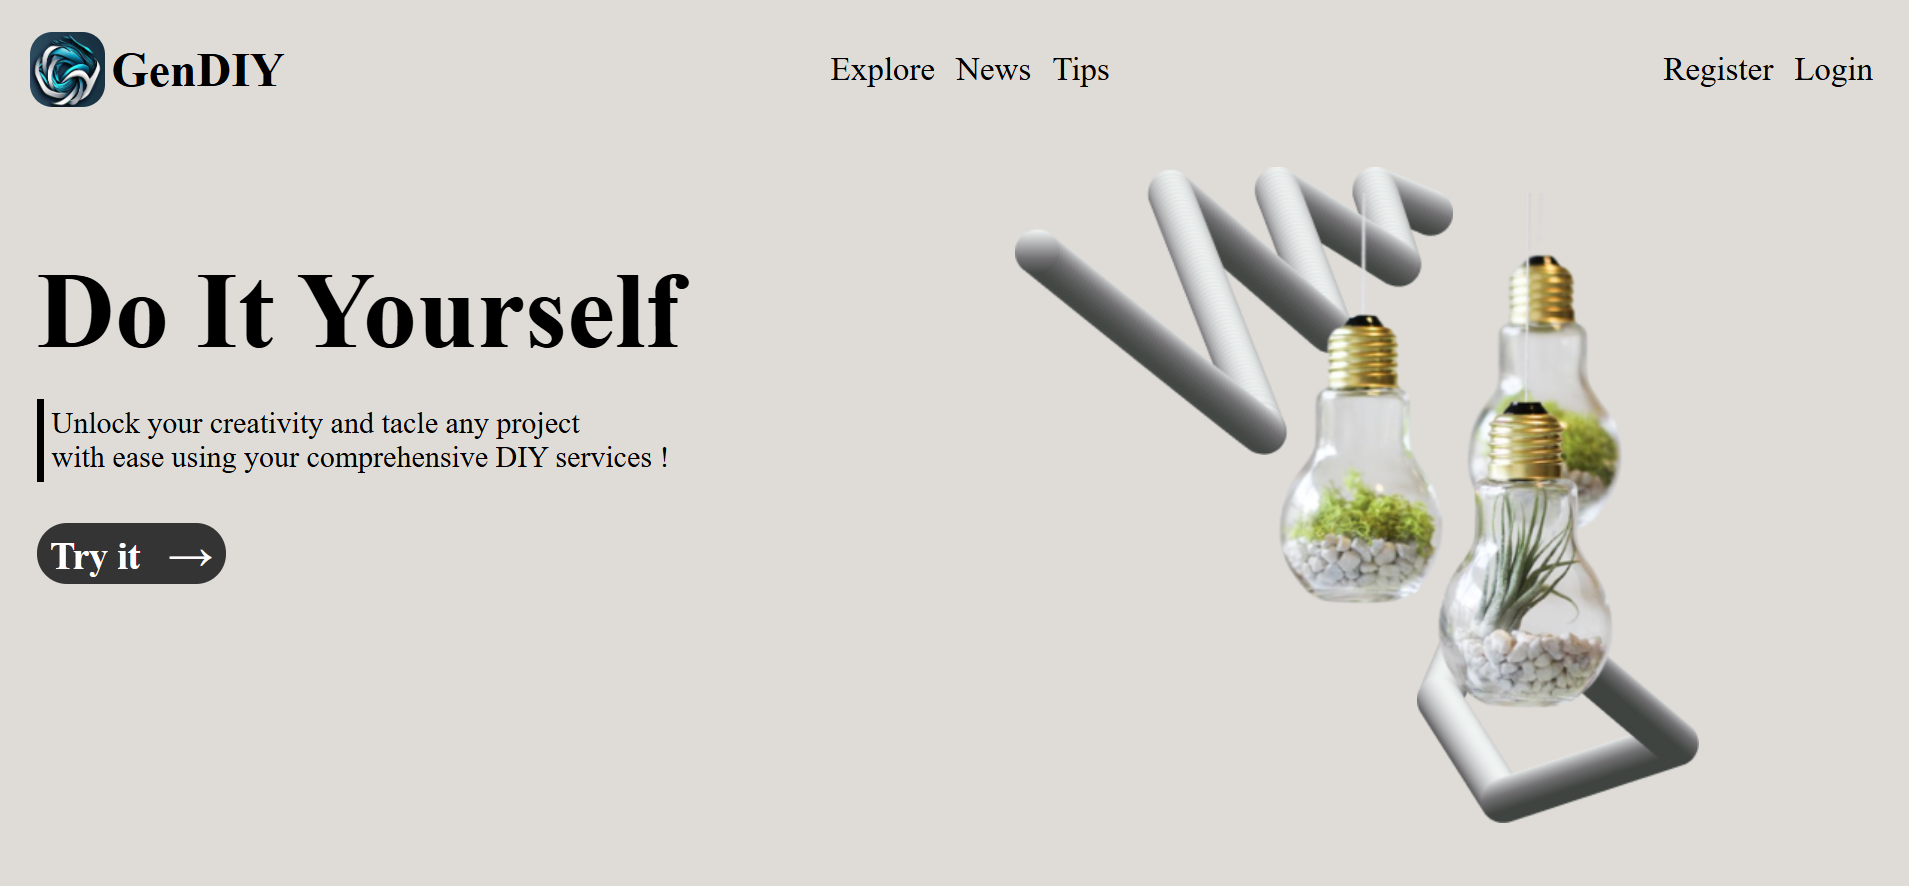 GenDIY
Explore News Tips
Register Login
Do It Yourself
Unlock your creativity and tacle any project
with ease using your comprehensive DIY services !
Try it →